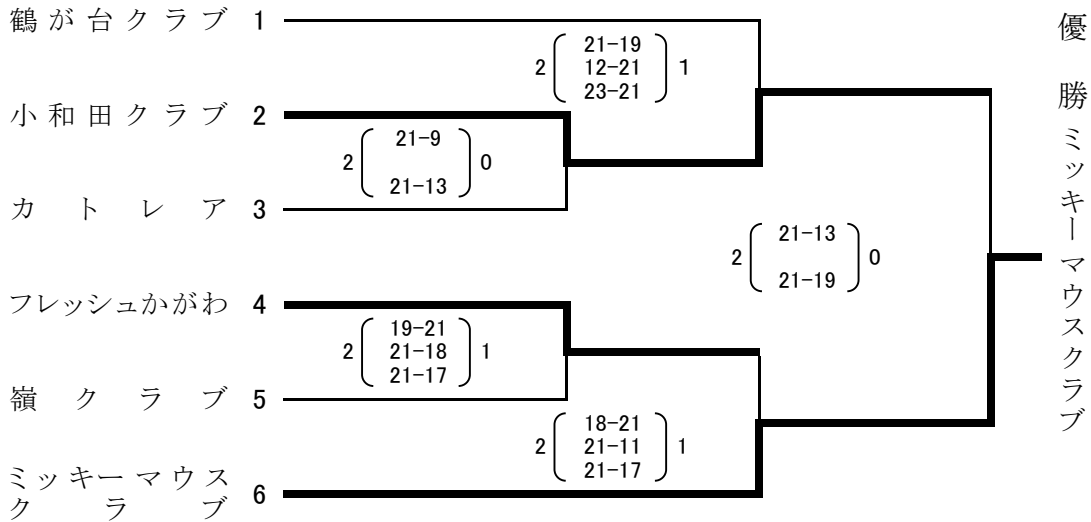 鶴が台クラブ 1
2 21-19 12-21 23-21 1
小和田クラブ 2
2 21-9 21-13 0
カトレア 3
2 21-13 21-19 0
フレッシュかがわ 4
2 19-21 21-18 21-17 1
嶺クラブ 5
2 18-21 21-11 21-17 1
ミッキーマウス
クラブ 6
優勝 ミッキーマウスクラブ